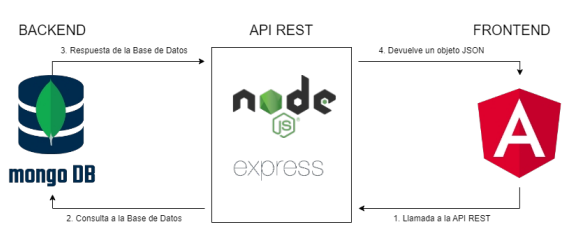 BACKEND
API REST
FRONTEND
3. Respuesta de la Base de Datos
4. Devuelve un objeto JSON
node
JS
®
express
mongo DB
2. Consulta a la Base de Datos
1. Llamada a la API REST